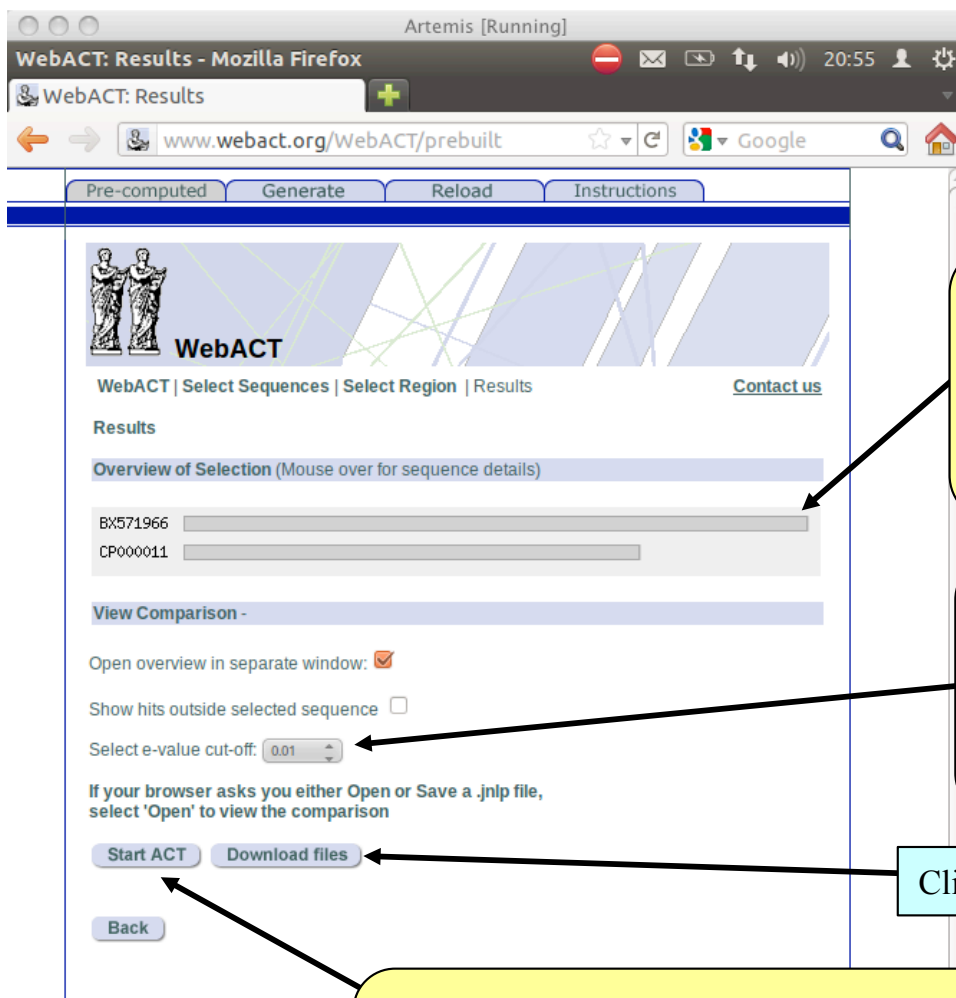 Artemis [Running]
WebACT: Results - Mozilla Firefox
20:55
WebACT: Results
www.webact.org/WebACT/prebuilt
Google
Pre-computed
Generate
Reload
Instructions
WebACT
WebACT | Select Sequences | Select Region | Results
Contact us
Results
Overview of Selection (Mouse over for sequence details)
BX571966
CP000011
View Comparison -
Open overview in separate window:
Show hits outside selected sequence
Select e-value cut-off: 0.01
If your browser asks you either Open or Save a .jnlp file,
select 'Open' to view the comparison
Start ACT
Download files
Back